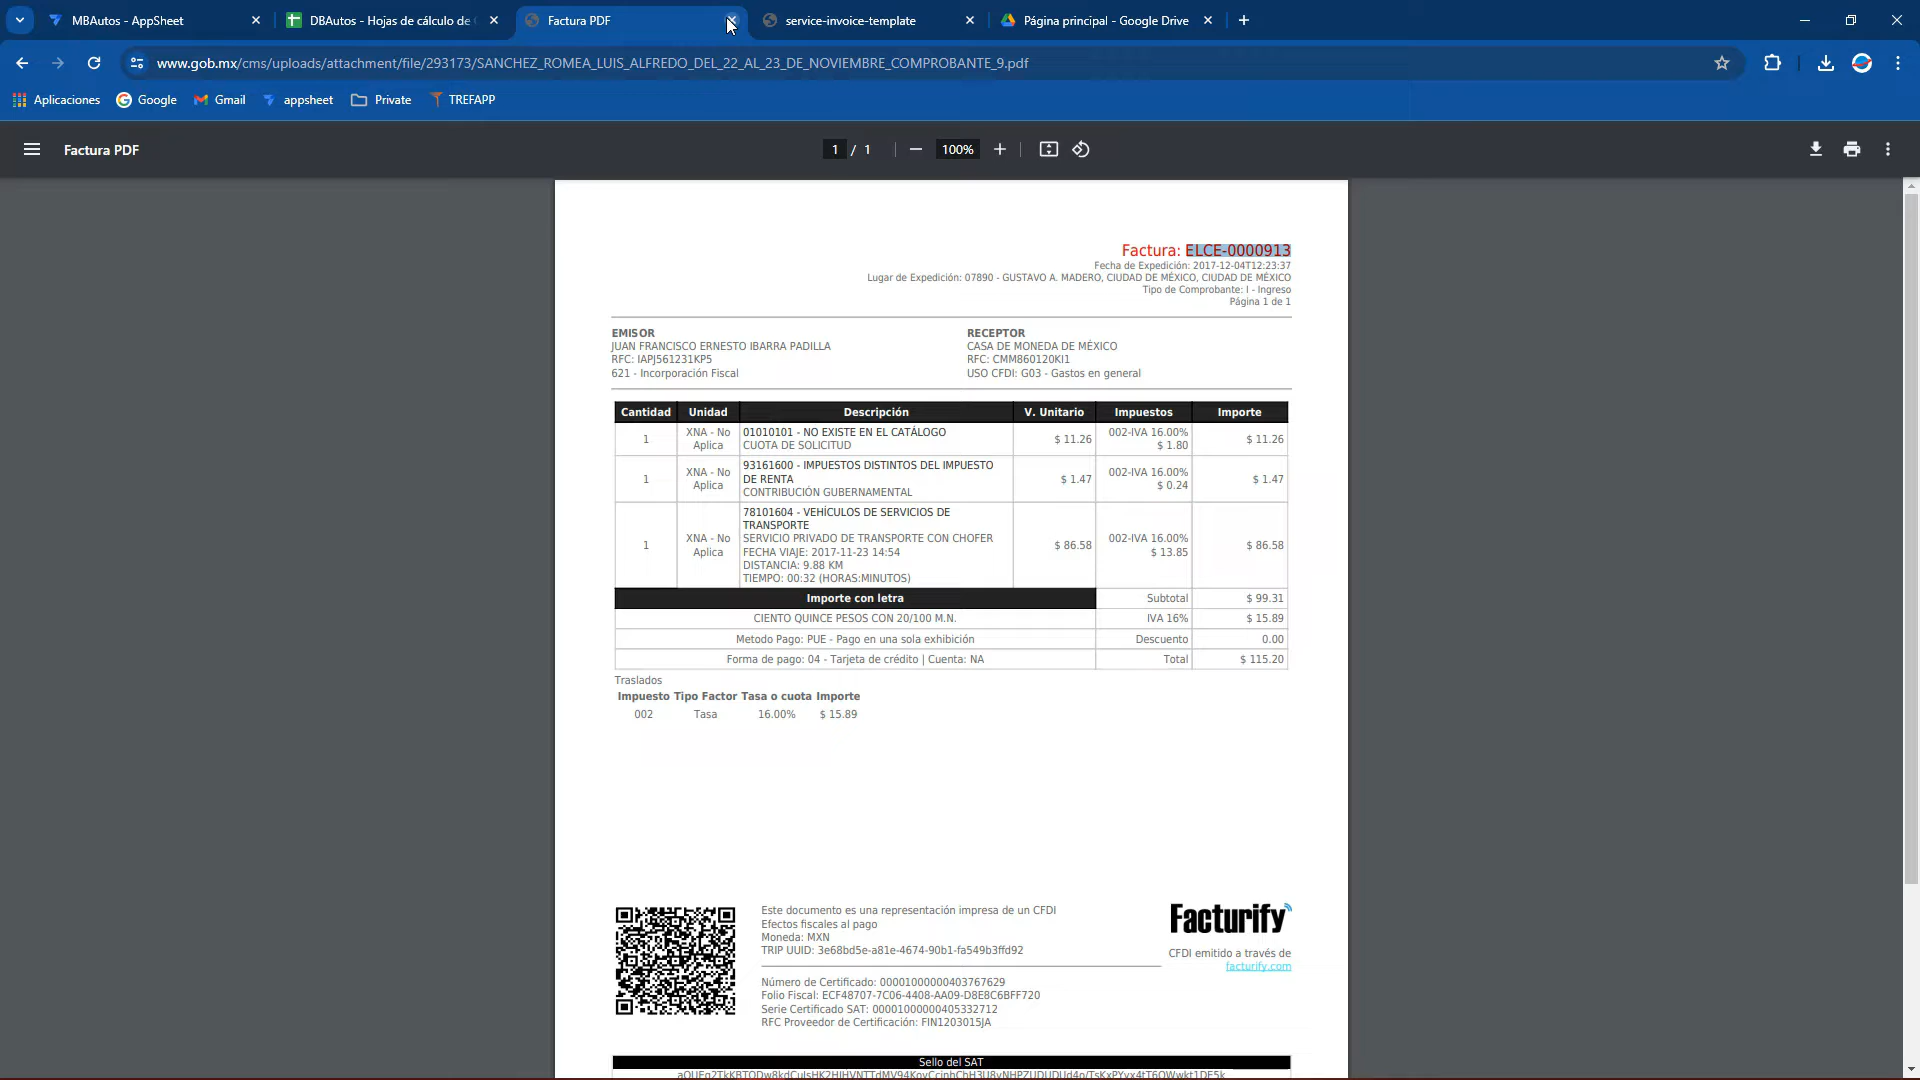 MBAutos - AppSheet
DBAutos - Hojas de cálculo de
Factura PDF
service-invoice-template
Página principal - Google Drive
www.gob.mx/cms/uploads/attachment/file/293173/SANCHEZ_ROMEA_LUIS_ALFREDO_DEL_22_AL_23_DE_NOVIEMBRE_COMPROBANTE_9.pdf
Aplicaciones
Google
Gmail
appsheet
Private
TREFAPP
Factura PDF
1 / 1
100%
Factura: ELCE-0000913
Fecha de Expedición: 2017-12-04T12:23:37
Lugar de Expedición: 07890 - GUSTAVO A. MADERO, CIUDAD DE MÉXICO, CIUDAD DE MÉXICO
Tipo de Comprobante: I - Ingreso
Página 1 de 1
EMISOR
JUAN FRANCISCO ERNESTO IBARRA PADILLA
RFC: IAPJ561231KP5
621 - Incorporación Fiscal
RECEPTOR
CASA DE MONEDA DE MÉXICO
RFC: CMM860120KI1
USO CFDI: G03 - Gastos en general
Cantidad Unidad Descripción V. Unitario Impuestos Importe
1 XNA - No Aplica 01010101 - NO EXISTE EN EL CATÁLOGO $ 11.26 002-IVA 16.00% $ 11.26
CUOTA DE SOLICITUD $ 1.80
1 XNA - No Aplica 93161600 - IMPUESTOS DISTINTOS DEL IMPUESTO $ 1.47 002-IVA 16.00% $ 1.47
DE RENTA $ 0.24
CONTRIBUCIÓN GUBERNAMENTAL
1 XNA - No Aplica 78101604 - VEHÍCULOS DE SERVICIOS DE
TRANSPORTE
SERVICIO PRIVADO DE TRANSPORTE CON CHOFER $ 86.58 002-IVA 16.00% $ 86.58
FECHA VIAJE: 2017-11-23 14:54 $ 13.85
DISTANCIA: 9.88 KM
TIEMPO: 00:32 (HORAS:MINUTOS)
Importe con letra Subtotal $ 99.31
CIENTO QUINCE PESOS CON 20/100 M.N. IVA 16% $ 15.89
Metodo Pago: PUE - Pago en una sola exhibición Descuento 0.00
Forma de pago: 04 - Tarjeta de crédito | Cuenta: NA Total $ 115.20
Traslados
Impuesto Tipo Factor Tasa o cuota Importe
002 Tasa 16.00% $ 15.89
Este documento es una representación impresa de un CFDI
Efectos fiscales al pago
Moneda: MXN
TRIP UUID: 3e68bd5e-a81e-4674-90b1-fa549b3ffd92
Número de Certificado: 00001000000403767629
Folio Fiscal: ECF48707-7C06-4408-AA09-D8E8C6BFF720
Serie Certificado SAT: 00001000000405332712
RFC Proveedor de Certificación: FIN1203015JA
Facturify
CFDI emitido a través de
facturify.com
Sello del SAT